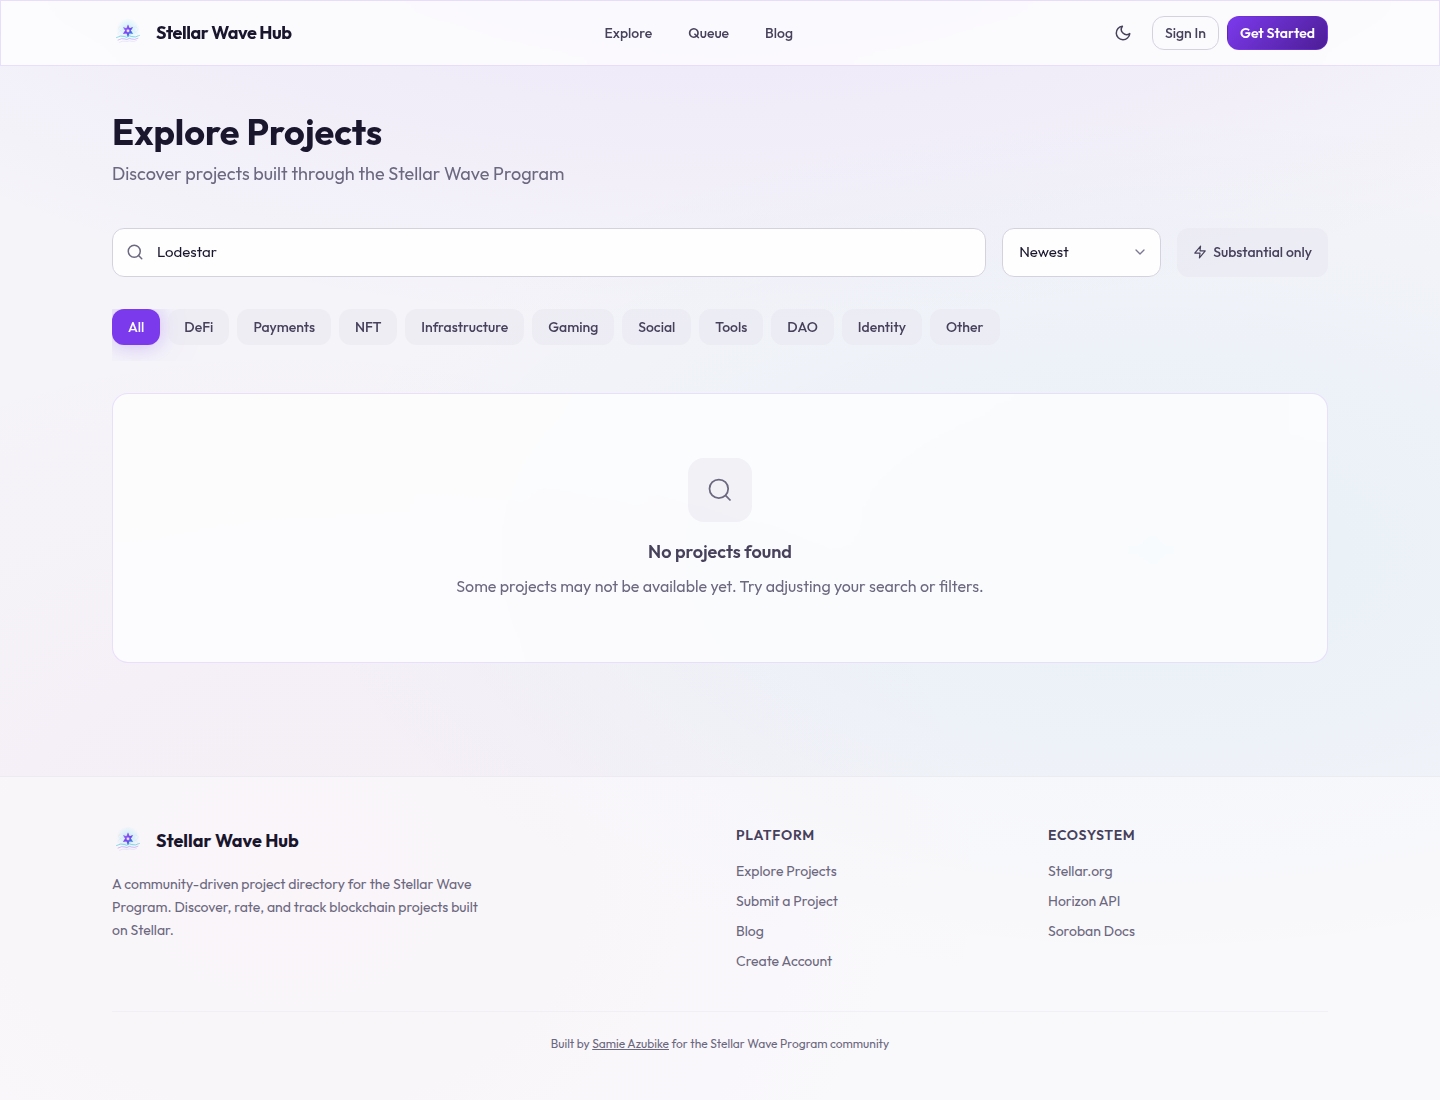 Stellar Wave Hub
Explore
Queue
Blog
Sign In
Get Started
Explore Projects
Discover projects built through the Stellar Wave Program
Lodestar
Newest
Substantial only
All
DeFi
Payments
NFT
Infrastructure
Gaming
Social
Tools
DAO
Identity
Other
No projects found
Some projects may not be available yet. Try adjusting your search or filters.
Stellar Wave Hub
A community-driven project directory for the Stellar Wave
Program. Discover, rate, and track blockchain projects built
on Stellar.
PLATFORM
Explore Projects
Submit a Project
Blog
Create Account
ECOSYSTEM
Stellar.org
Horizon API
Soroban Docs
Built by Samie Azubike for the Stellar Wave Program community